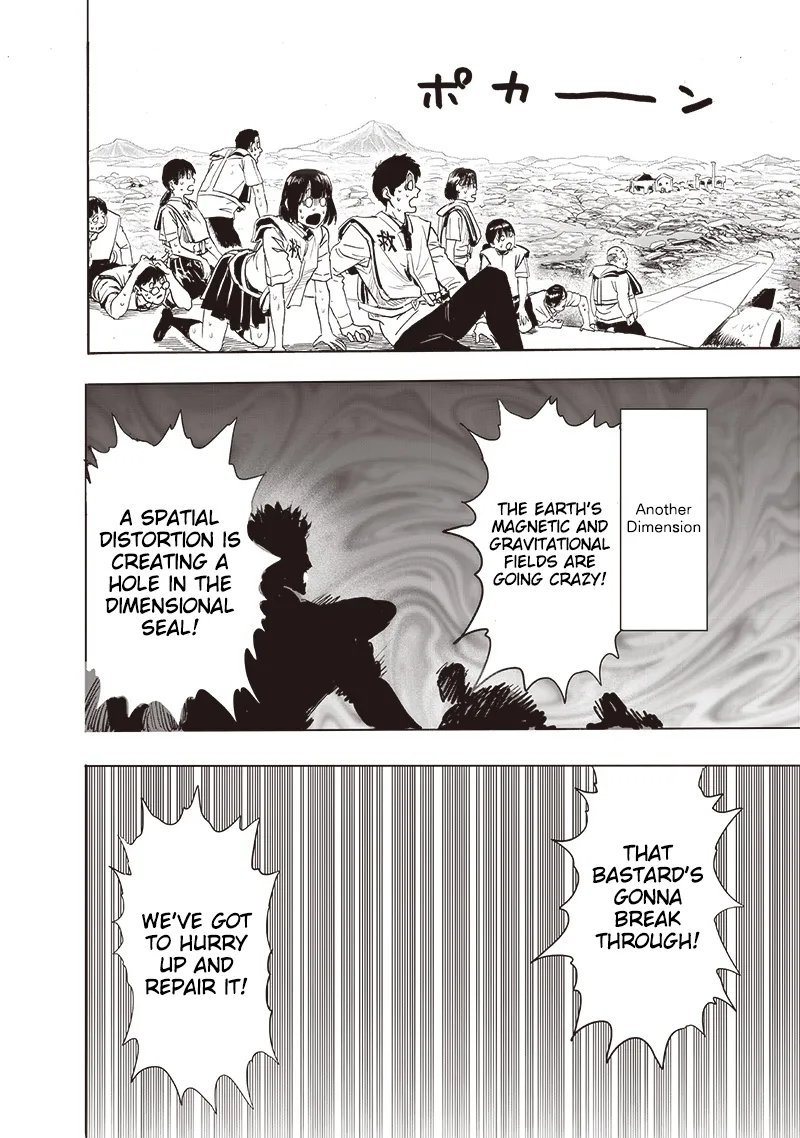 ポカーン
救
救
Another
Dimension
THE EARTH'S
MAGNETIC AND
GRAVITATIONAL
FIELDS ARE
GOING CRAZY!
A SPATIAL
DISTORTION IS
CREATING A
HOLE IN THE
DIMENSIONAL
SEAL!
THAT
BASTARD'S
GONNA
BREAK
THROUGH!
WE'VE GOT
TO HURRY
UP AND
REPAIR IT!